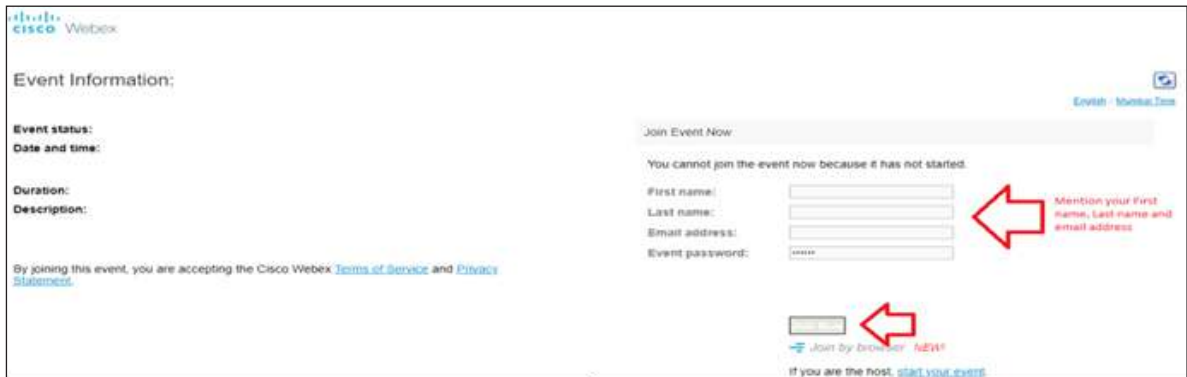 CISCO Webex
Event Information:
English : Mumbai Time
Event status:
Date and time:
Duration:
Description:
By joining this event, you are accepting the Cisco Webex Terms of Service and Privacy
Statement.
Join Event Now
You cannot join the event now because it has not started.
First name:
Last name:
Email address:
Event password:
Mention your First
name, Last name and
email address
Join by browser NEW!
If you are the host, start your event.